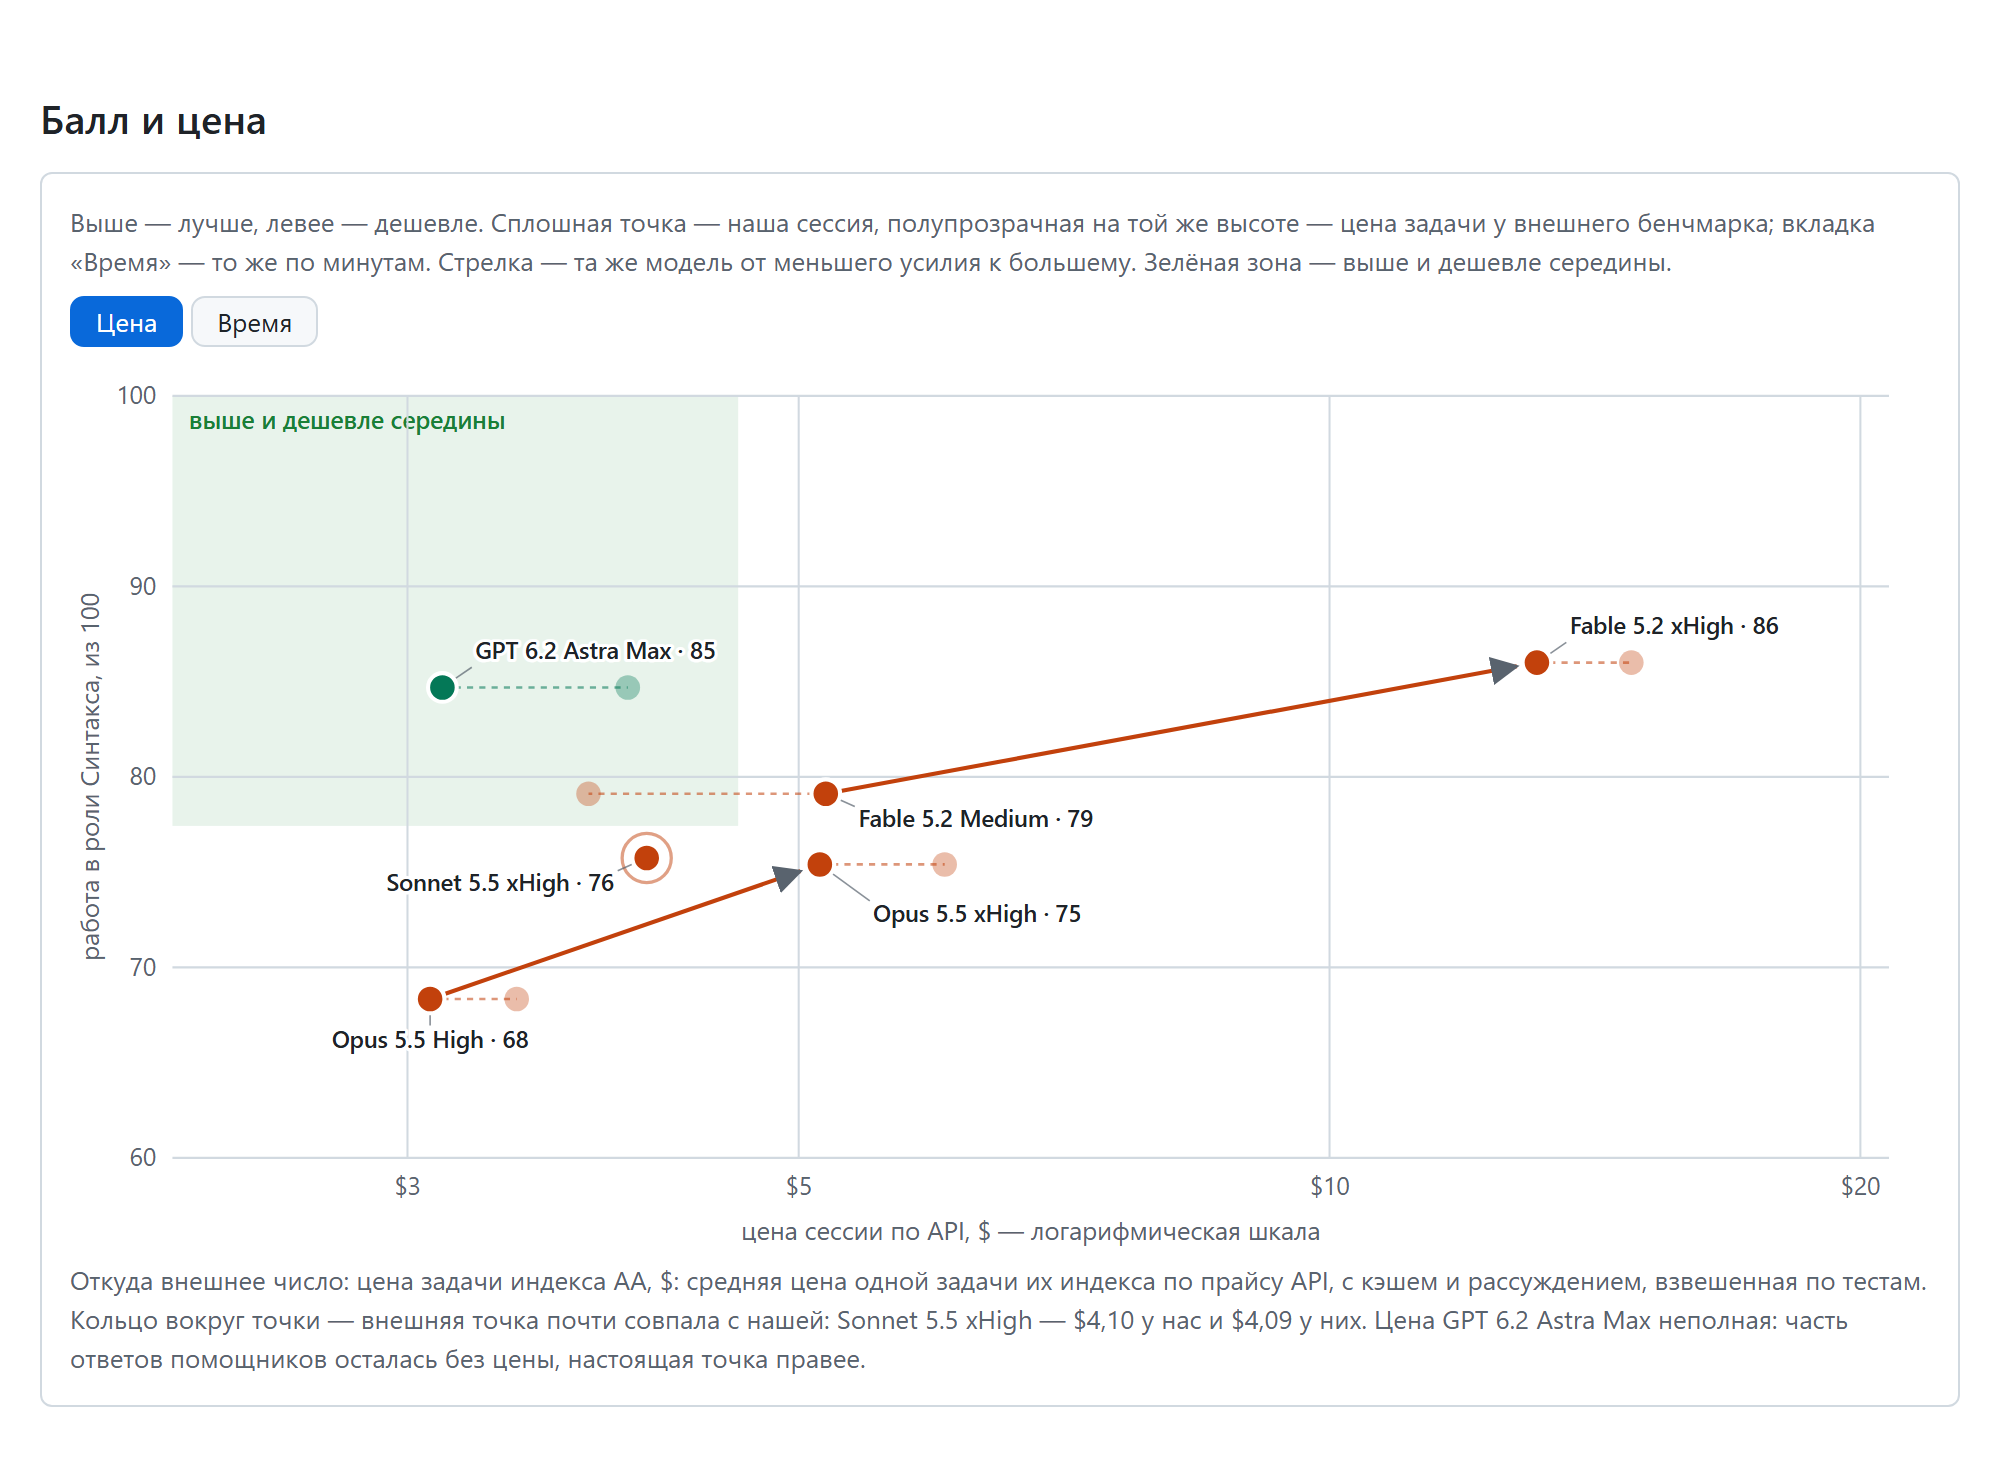 Балл и цена
Выше — лучше, левее — дешевле. Сплошная точка — наша сессия, полупрозрачная на той же высоте — цена задачи у внешнего бенчмарка; вкладка
«Время» — то же по минутам. Стрелка — та же модель от меньшего усилия к большему. Зелёная зона — выше и дешевле середины.
Цена
Время
100
выше и дешевле середины
90
GPT 6.2 Astra Max · 85
Fable 5.2 xHigh · 86
80
Fable 5.2 Medium · 79
Sonnet 5.5 xHigh · 76
Opus 5.5 xHigh · 75
70
Opus 5.5 High · 68
60
работа в роли Синтакса, из 100
$3
$5
$10
$20
цена сессии по API, $ — логарифмическая шкала
Откуда внешнее число: цена задачи индекса AA, $: средняя цена одной задачи их индекса по прайсу API, с кэшем и рассуждением, взвешенная по тестам.
Кольцо вокруг точки — внешняя точка почти совпала с нашей: Sonnet 5.5 xHigh — $4,10 у нас и $4,09 у них. Цена GPT 6.2 Astra Max неполная: часть
ответов помощников осталась без цены, настоящая точка правее.